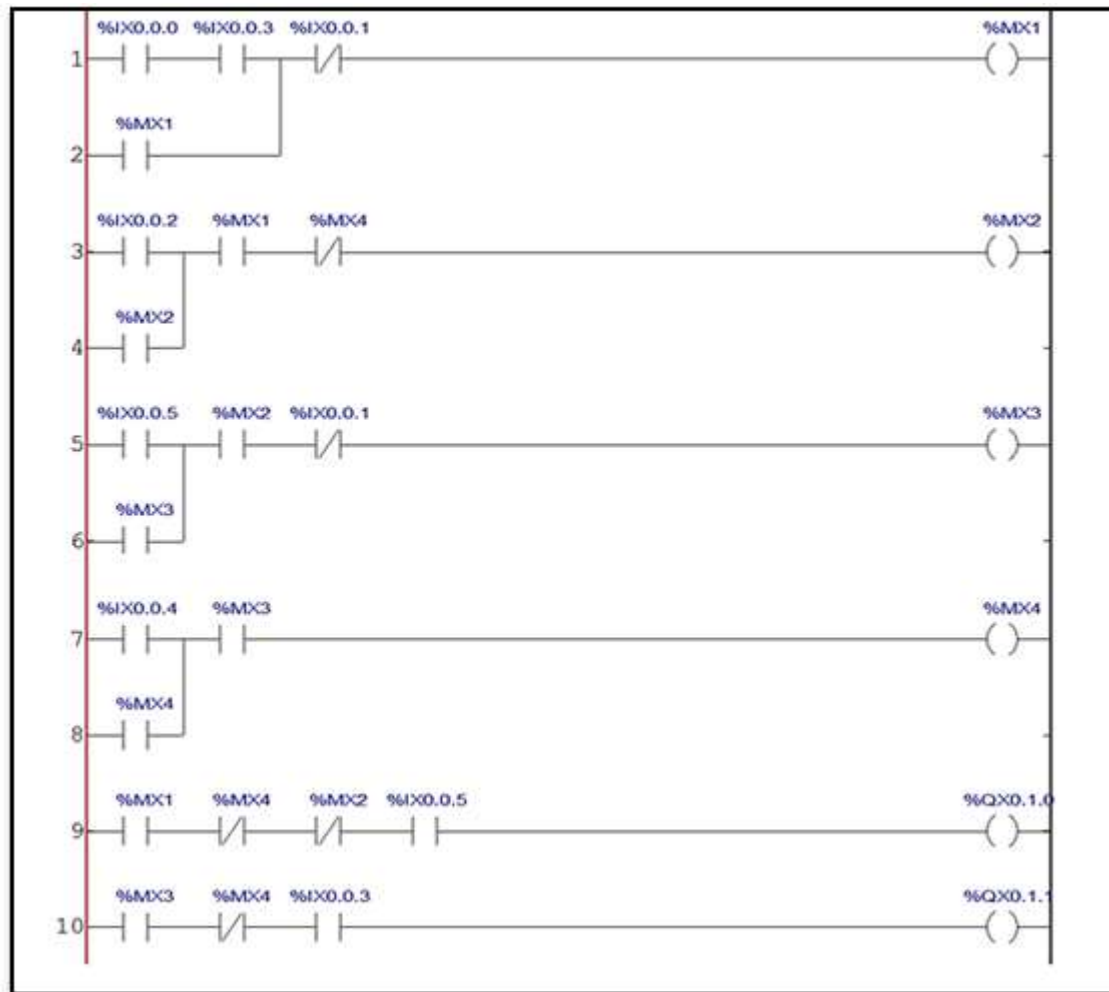 %IX0.0.0 %IX0.0.3 %IX0.0.1 %MX1
1
%MX1
2
%IX0.0.2 %MX1 %MX4 %MX2
3
%MX2
4
%IX0.0.5 %MX2 %IX0.0.1 %MX3
5
%MX3
6
%IX0.0.4 %MX3 %MX4
7
%MX4
8
%MX1 %MX4 %MX2 %IX0.0.5 %QX0.1.0
9
%MX3 %MX4 %IX0.0.3 %QX0.1.1
10